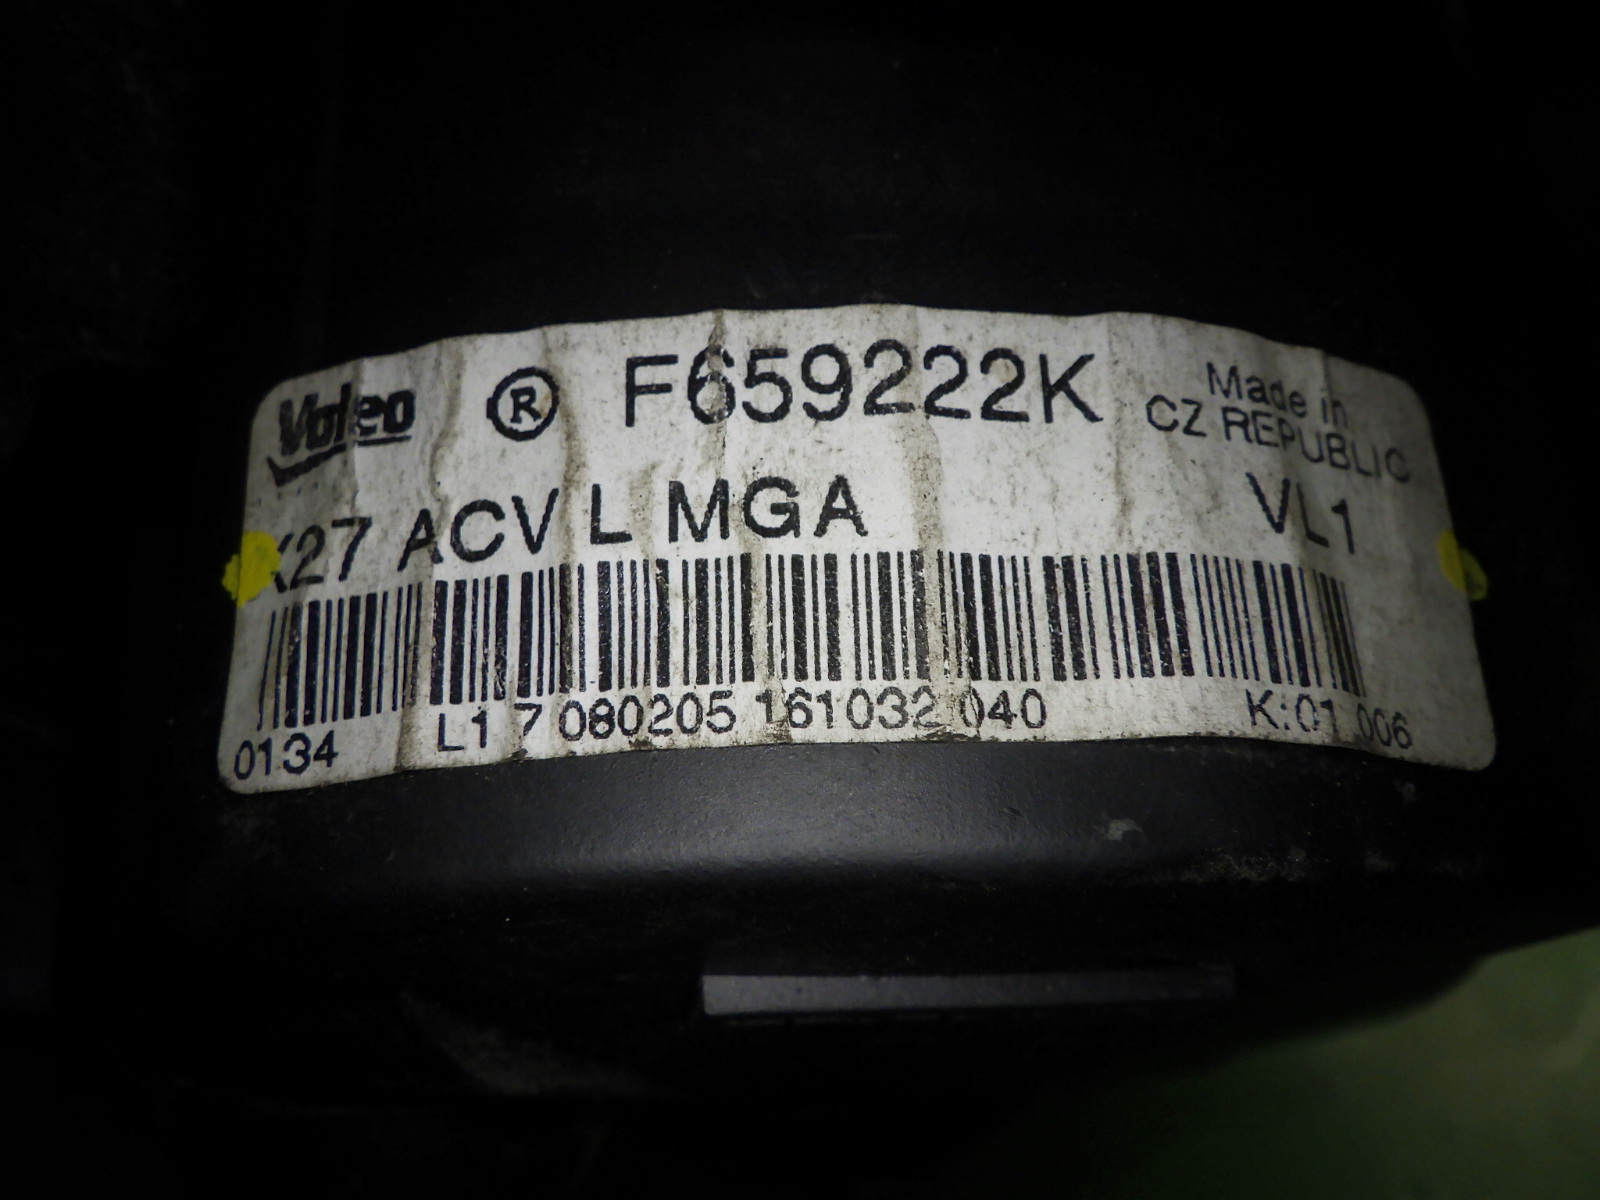 Valeo ® F659222K Made in
CZ REPUBLIC
X27 ACV L MGA VL1
0134 L1 7 080205 161032 040 K:01 006